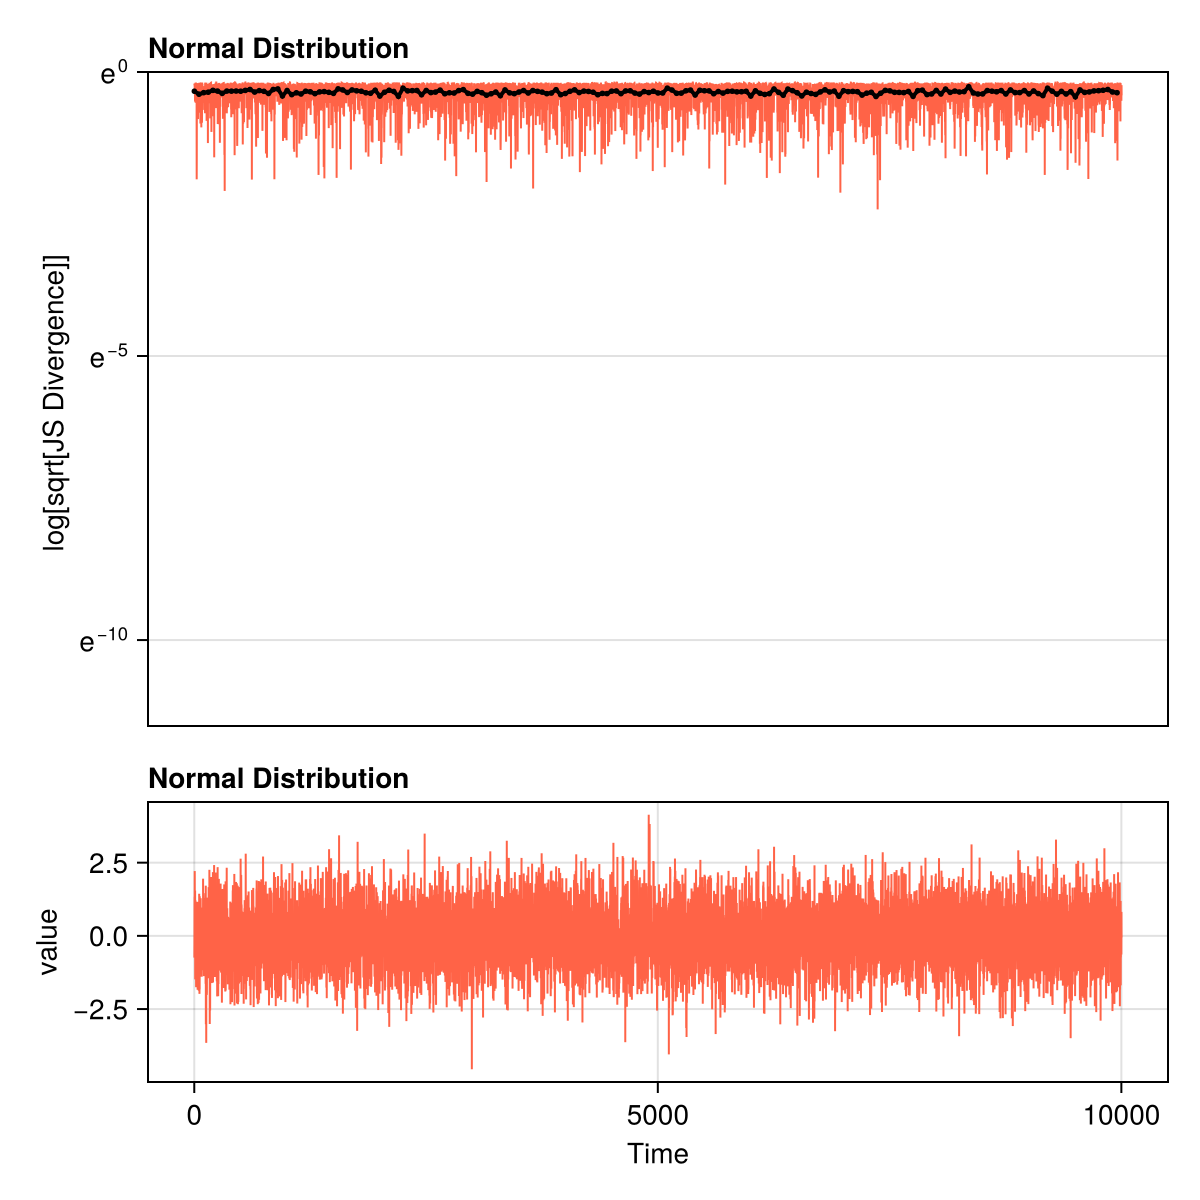 Normal Distribution
e⁰
e⁻⁵
e⁻¹⁰
log[sqrt[JS Divergence]]
Normal Distribution
2.5
0.0
−2.5
value
0 5000 10000
Time